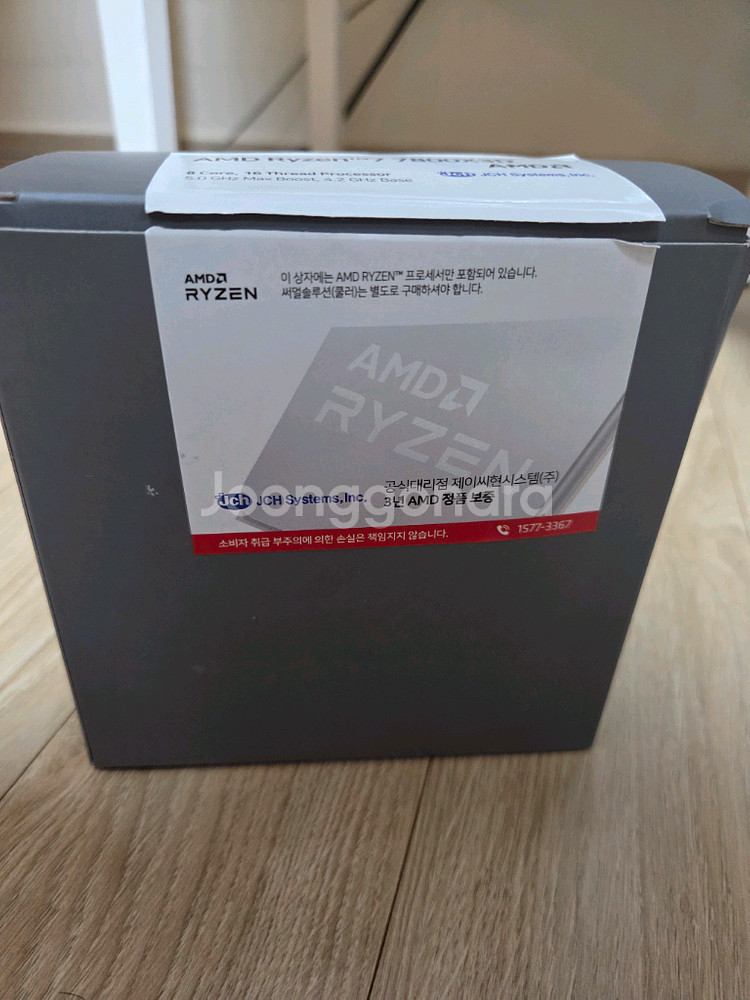 AMD Ryzen™ 7 7800X3D
AMD
8 Core, 16 Thread Processor
5.0 GHz Max Boost, 4.2 GHz Base
jch JCH Systems,Inc.
AMD
RYZEN
이 상자에는 AMD RYZEN™ 프로세서만 포함되어 있습니다.
써멀솔루션(쿨러)는 별도로 구매하셔야 합니다.
AMD
RYZEN
jch JCH Systems,Inc.
공식대리점 제이씨현시스템(주)
3년 AMD 정품 보증
Joonggonara
소비자 취급 부주의에 의한 손실은 책임지지 않습니다.
1577-3367